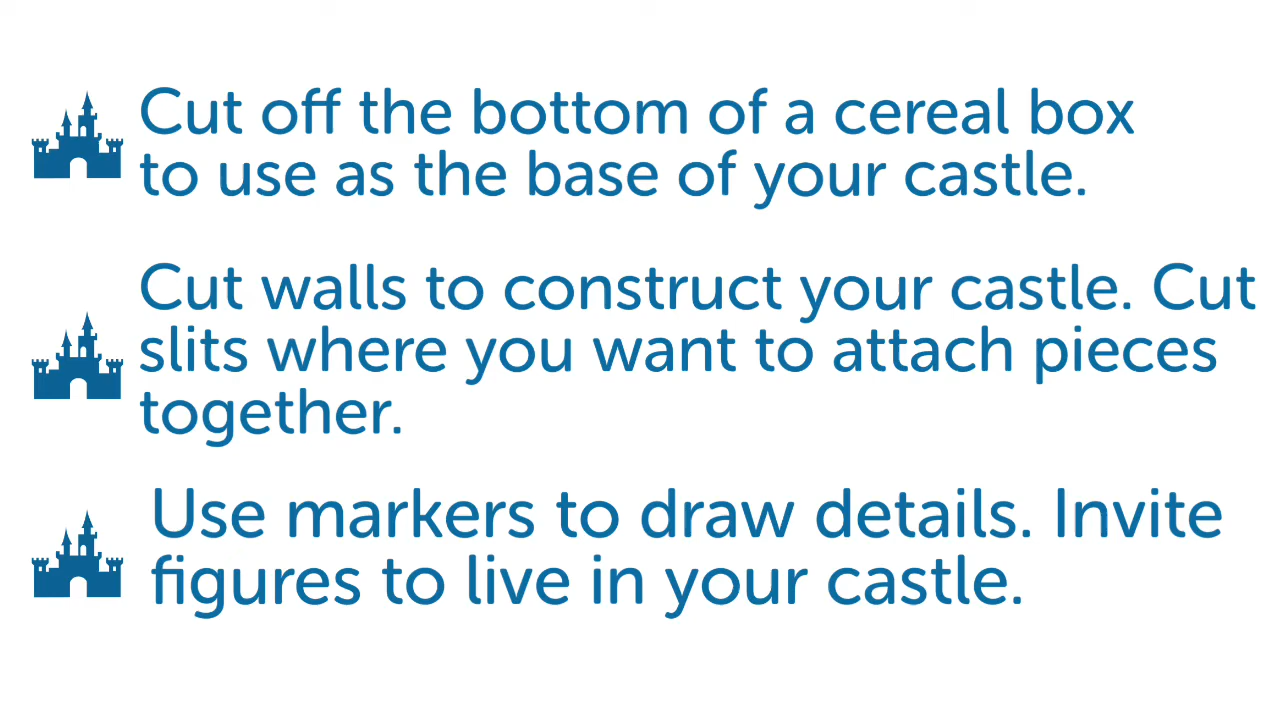 Cut off the bottom of a cereal box
to use as the base of your castle.
Cut walls to construct your castle. Cut
slits where you want to attach pieces
together.
Use markers to draw details. Invite
figures to live in your castle.